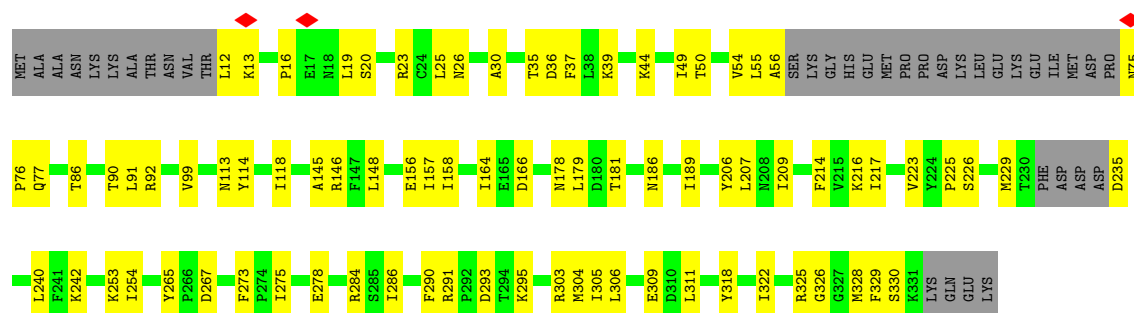 MET ALA ALA ASN LYS LYS ALA THR ASN VAL THR L12 K13 P16 E17 N18 L19 S20 R23 C24 L25 N26 A30 T35 D36 F37 L38 K39 K44 I49 T50 V54 L55 A56 SER LYS GLY HIS GLU MET PRO PRO ASP LYS LEU GLU LYS GLU ILE MET ASP PRO N75
P76 Q77 T86 T90 L91 R92 V99 N113 Y114 I118 A145 R146 F147 L148 E156 I157 I158 I164 E165 D166 N178 L179 D180 T181 N186 I189 Y206 L207 N208 I209 F214 V215 K216 I217 V223 Y224 P225 S226 M229 T230 PHE ASP ASP ASP D235
L240 F241 K242 K253 I254 Y265 P266 D267 F273 P274 I275 E278 R284 S285 I286 F290 R291 P292 D293 T294 K295 R303 M304 I305 L306 E309 D310 L311 Y318 I322 R325 G326 G327 M328 F329 S330 K331 LYS GLN GLU LYS